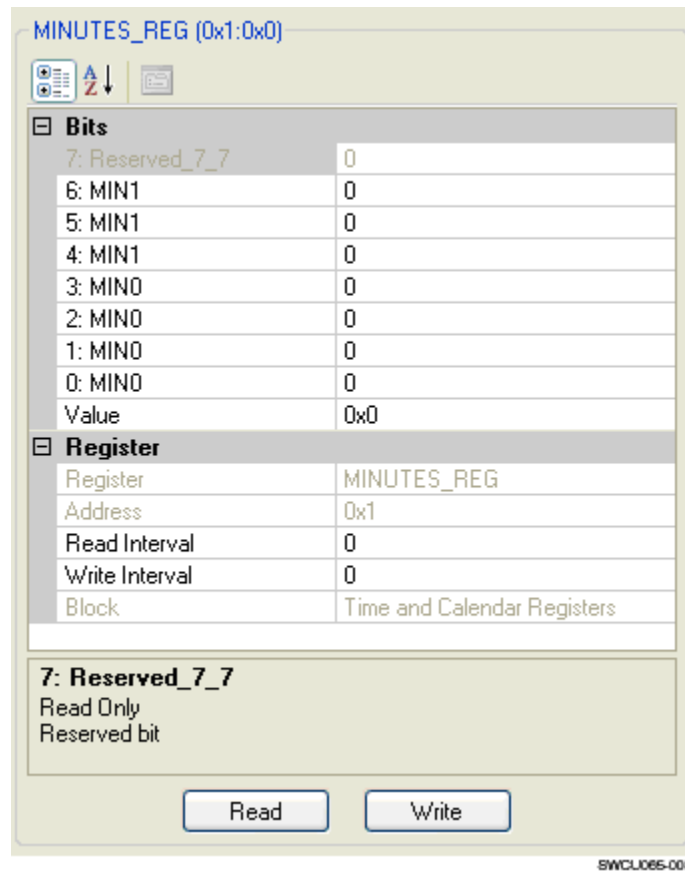 MINUTES_REG (0x1:0x0)
Bits
7: Reserved_7_7 0
6: MIN1 0
5: MIN1 0
4: MIN1 0
3: MIN0 0
2: MIN0 0
1: MIN0 0
0: MIN0 0
Value 0x0
Register
Register MINUTES_REG
Address 0x1
Read Interval 0
Write Interval 0
Block Time and Calendar Registers
7: Reserved_7_7
Read Only
Reserved bit
Read Write
SWCU065-00